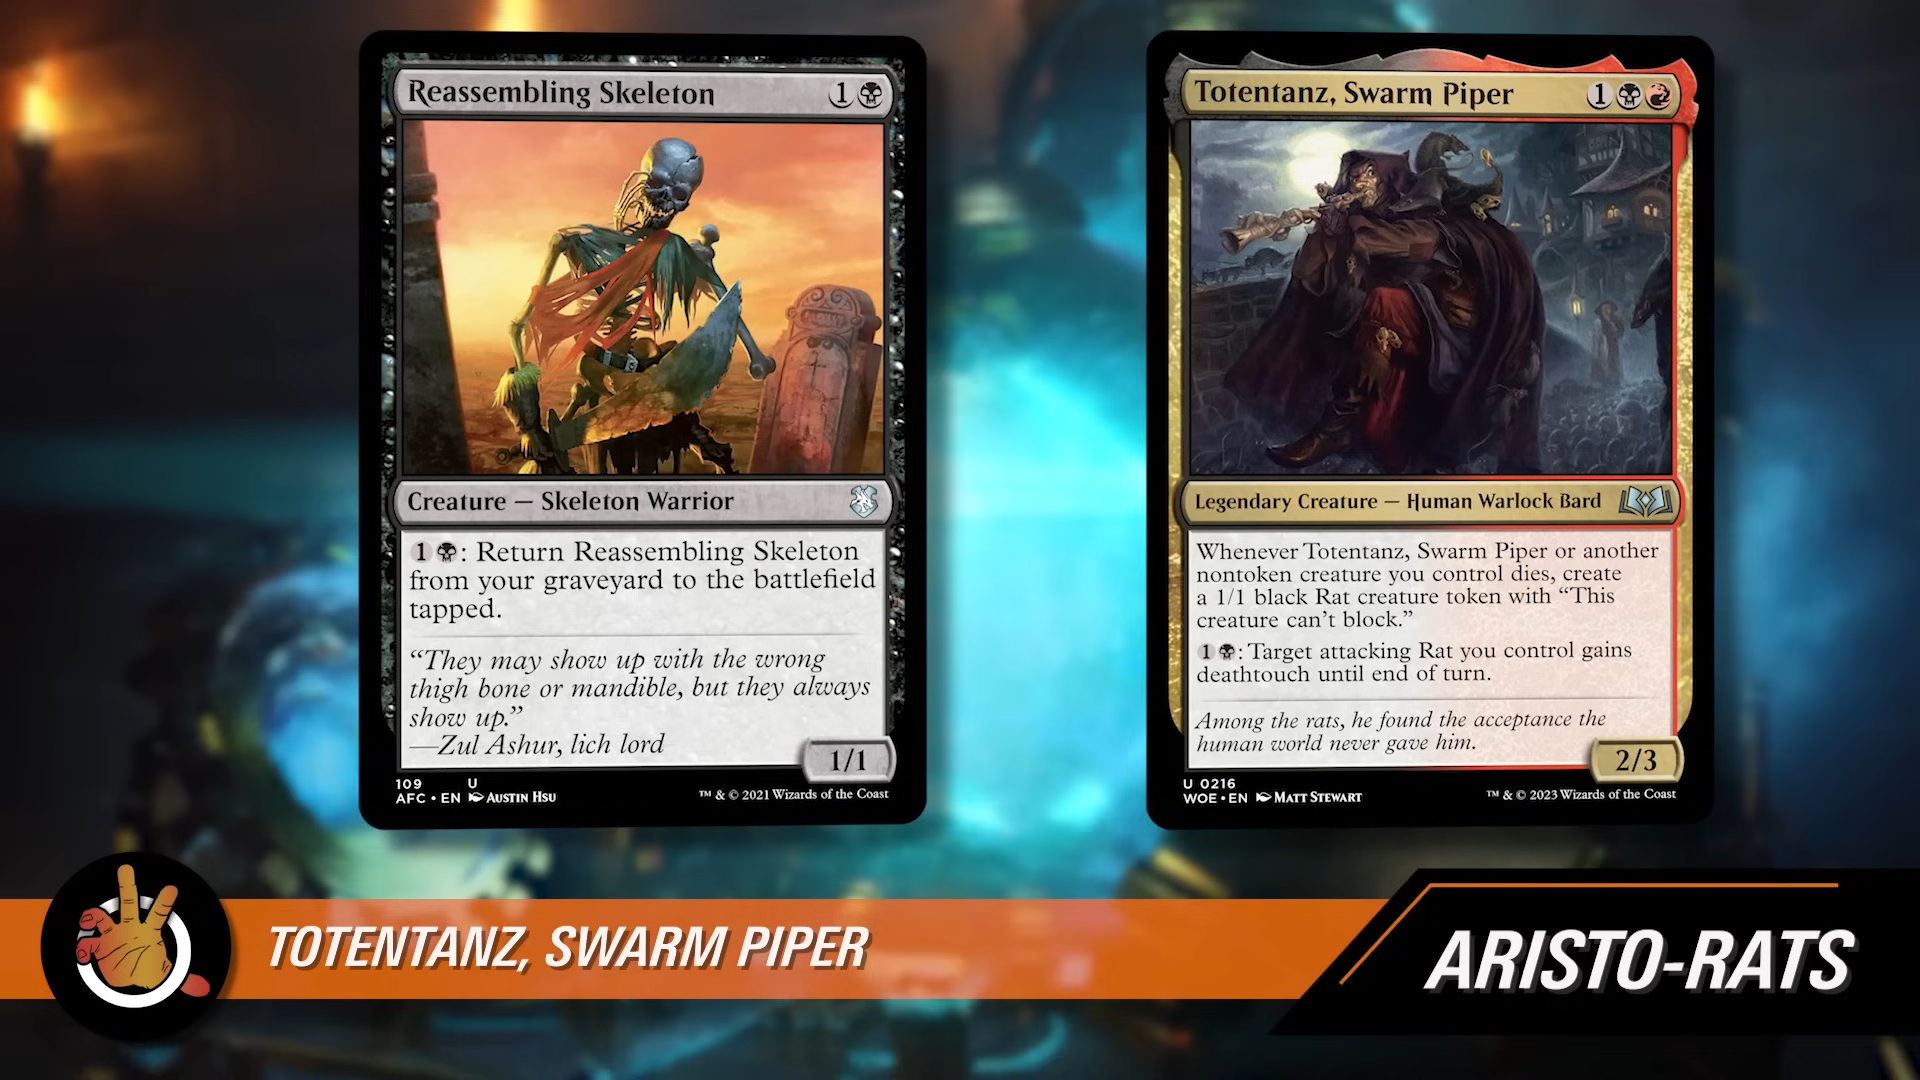 Reassembling Skeleton 1
Creature — Skeleton Warrior
1 : Return Reassembling Skeleton
from your graveyard to the battlefield
tapped.
“They may show up with the wrong
thigh bone or mandible, but they always
show up.”
—Zul Ashur, lich lord
1/1
109 U
AFC • EN Austin Hsu
™ & © 2021 Wizards of the Coast
Totentanz, Swarm Piper 1
Legendary Creature — Human Warlock Bard
Whenever Totentanz, Swarm Piper or another
nontoken creature you control dies, create
a 1/1 black Rat creature token with “This
creature can’t block.”
1 : Target attacking Rat you control gains
deathtouch until end of turn.
Among the rats, he found the acceptance the
human world never gave him.
2/3
U 0216
WOE • EN Matt Stewart
™ & © 2023 Wizards of the Coast
TOTENTANZ, SWARM PIPER
ARISTO-RATS